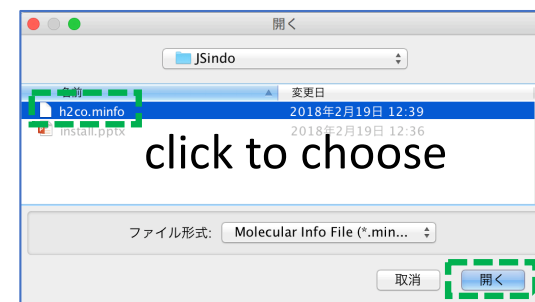 開く
JSindo
名前 変更日
h2co.minfo 2018年2月19日 12:39
install.pptx 2018年2月19日 12:36
click to choose
ファイル形式: Molecular Info File (*.min...
取消 開く